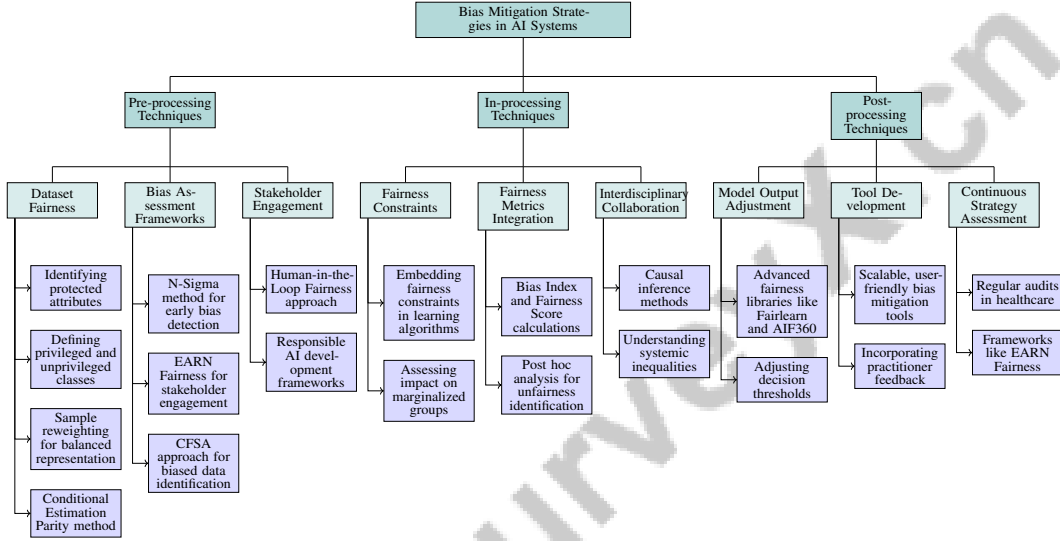 Bias Mitigation Strate-
gies in AI Systems
Pre-processing
Techniques
In-processing
Techniques
Post-
processing
Techniques
Dataset
Fairness
Bias As-
sessment
Frameworks
Stakeholder
Engagement
Fairness
Constraints
Fairness
Metrics
Integration
Interdisciplinary
Collaboration
Model Output
Adjustment
Tool De-
velopment
Continuous
Strategy
Assessment
Identifying
protected
attributes
Defining
privileged and
unprivileged
classes
Sample
reweighting
for balanced
representation
Conditional
Estimation
Parity method
N-Sigma
method for
early bias
detection
EARN
Fairness for
stakeholder
engagement
CFSA
approach for
biased data
identification
Human-in-the-
Loop Fairness
approach
Responsible
AI devel-
opment
frameworks
Embedding
fairness
constraints
in learning
algorithms
Assessing
impact on
marginalized
groups
Bias Index
and Fairness
Score
calculations
Post hoc
analysis for
unfairness
identification
Causal
inference
methods
Understanding
systemic
inequalities
Advanced
fairness
libraries like
Fairlearn
and AIF360
Adjusting
decision
thresholds
Scalable, user-
friendly bias
mitigation
tools
Incorporating
practitioner
feedback
Regular audits
in healthcare
Frameworks
like EARN
Fairness